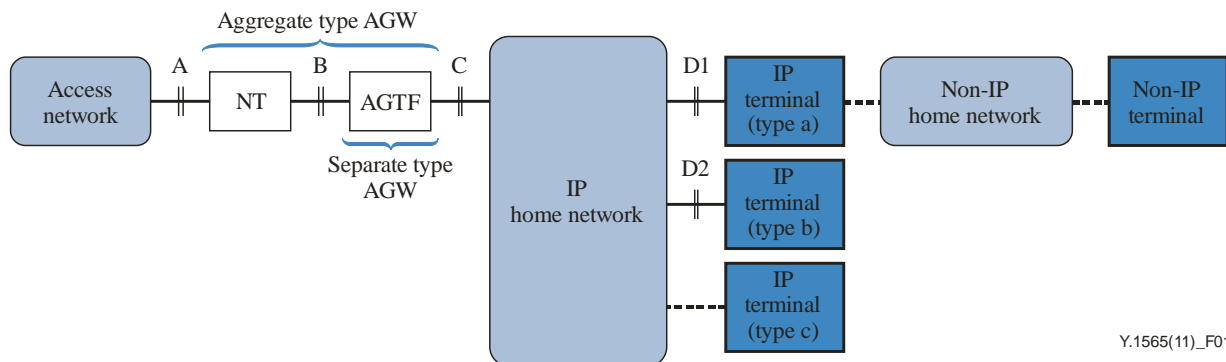 Aggregate type AGW
A
B
C
D1
Access
network
NT
AGTF
Separate type
AGW
IP
home network
IP
terminal
(type a)
Non-IP
home network
Non-IP
terminal
D2
IP
terminal
(type b)
IP
terminal
(type c)
Y.1565(11)_F01